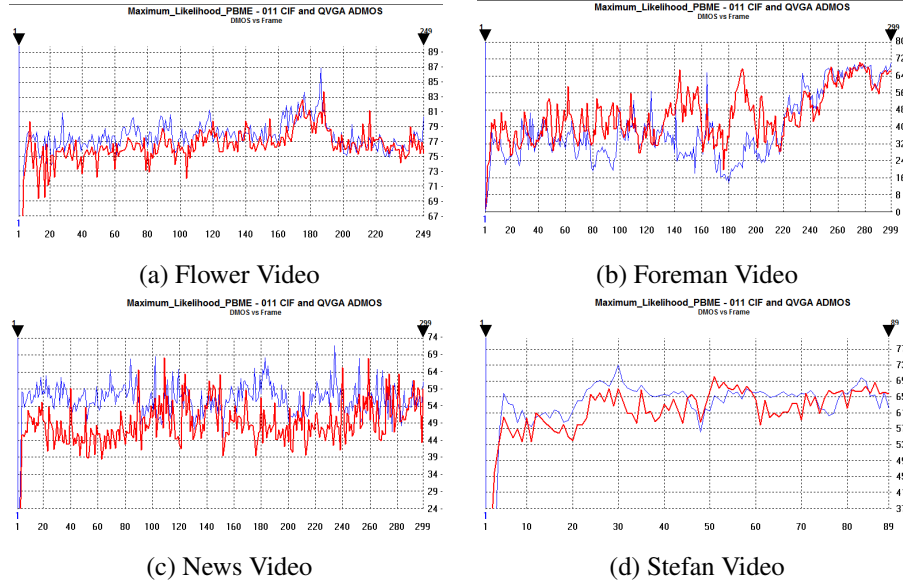 Maximum_Likelihood_PBME - 011 CIF and QVGA ADMOS
DMOS vs Frame
1
249
89 -
87 -
85 -
83 -
81 -
79 -
77 -
75 -
73 -
71 -
69 -
67 -
1
1 20 40 60 80 100 120 140 160 180 200 220 249
(a) Flower Video
Maximum_Likelihood_PBME - 011 CIF and QVGA ADMOS
DMOS vs Frame
1
299
80
72
64
56
48
40
32
24
16
8
0
1
1 20 40 60 80 100 120 140 160 180 200 220 240 260 299
(b) Foreman Video
Maximum_Likelihood_PBME - 011 CIF and QVGA ADMOS
DMOS vs Frame
1
299
74 -
69 -
64 -
59 -
54 -
49 -
44 -
39 -
34 -
29 -
24 -
1
1 20 40 60 80 100 120 140 160 180 200 220 240 260 299
(c) News Video
Maximum_Likelihood_PBME - 011 CIF and QVGA ADMOS
DMOS vs Frame
1
89
1
1 10 20 30 40 50 60 70 80 89
(d) Stefan Video